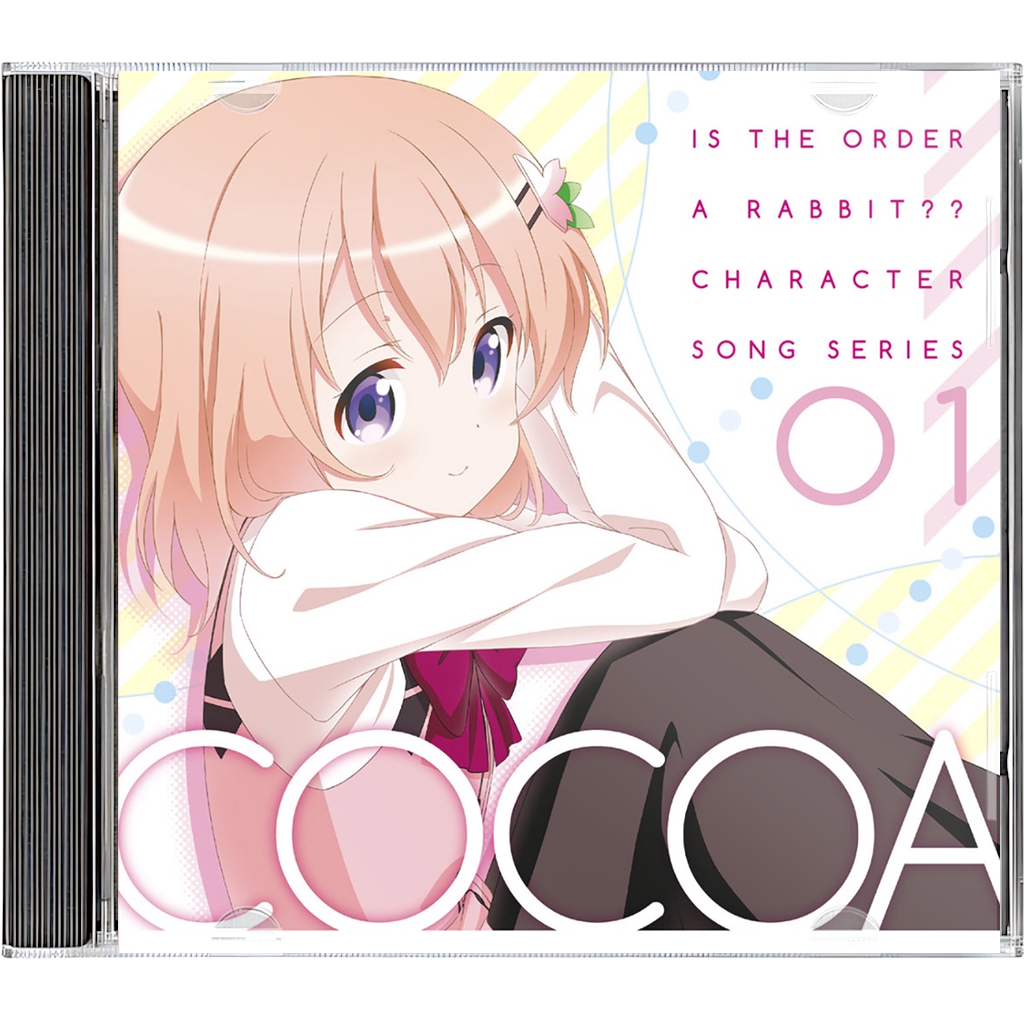 IS THE ORDER
A RABBIT??
CHARACTER
SONG SERIES
01
COCOA